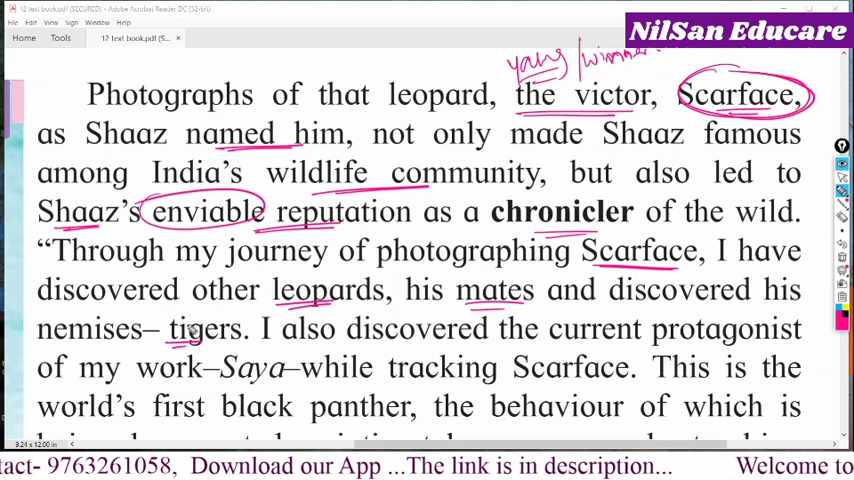 12 text book.pdf (SECURED) - Adobe Acrobat Reader DC (32-bit)
File Edit View Sign Window Help
Home Tools 12 text book.pdf (S... ×
NilSan Educare
yang / winner
Photographs of that leopard, the victor, Scarface,
as Shaaz named him, not only made Shaaz famous
among India’s wildlife community, but also led to
Shaaz’s enviable reputation as a chronicler of the wild.
“Through my journey of photographing Scarface, I have
discovered other leopards, his mates and discovered his
nemises– tigers. I also discovered the current protagonist
of my work–Saya–while tracking Scarface. This is the
world’s first black panther, the behaviour of which is
9.24 x 12.00 in
tact- 9763261058, Download our App ...The link is in description... Welcome to